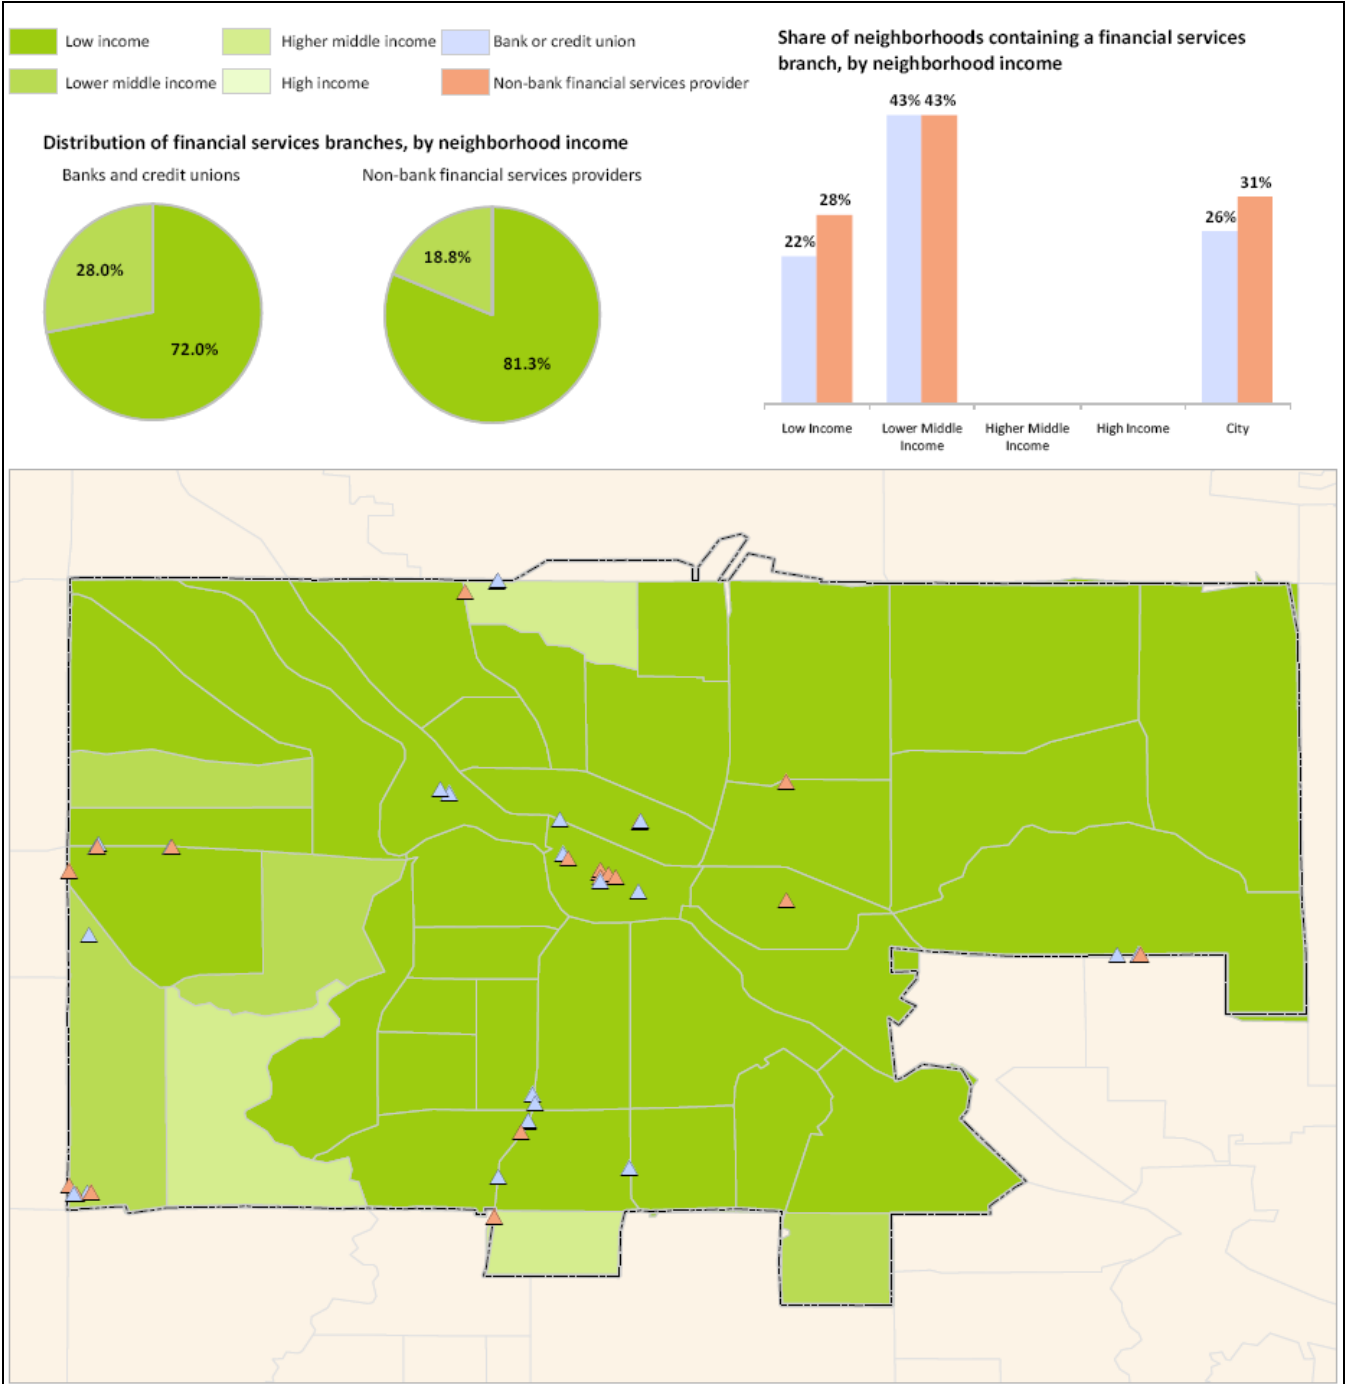 Low income
Higher middle income
Bank or credit union
Lower middle income
High income
Non-bank financial services provider
Distribution of financial services branches, by neighborhood income
Banks and credit unions
Non-bank financial services providers
28.0%
72.0%
18.8%
81.3%
Share of neighborhoods containing a financial services
branch, by neighborhood income
43% 43%
31%
28%
26%
22%
Low Income
Lower Middle
Income
Higher Middle
Income
High Income
City